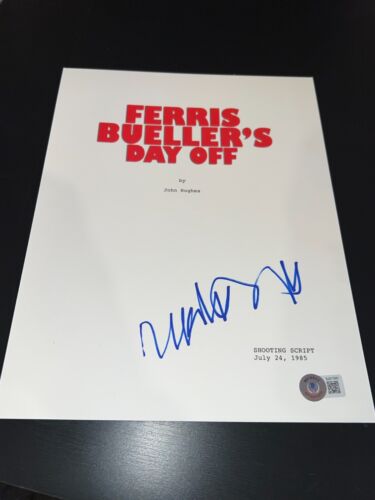 FERRIS
BUELLER'S
DAY OFF
by
John Hughes
SHOOTING SCRIPT
July 24, 1985